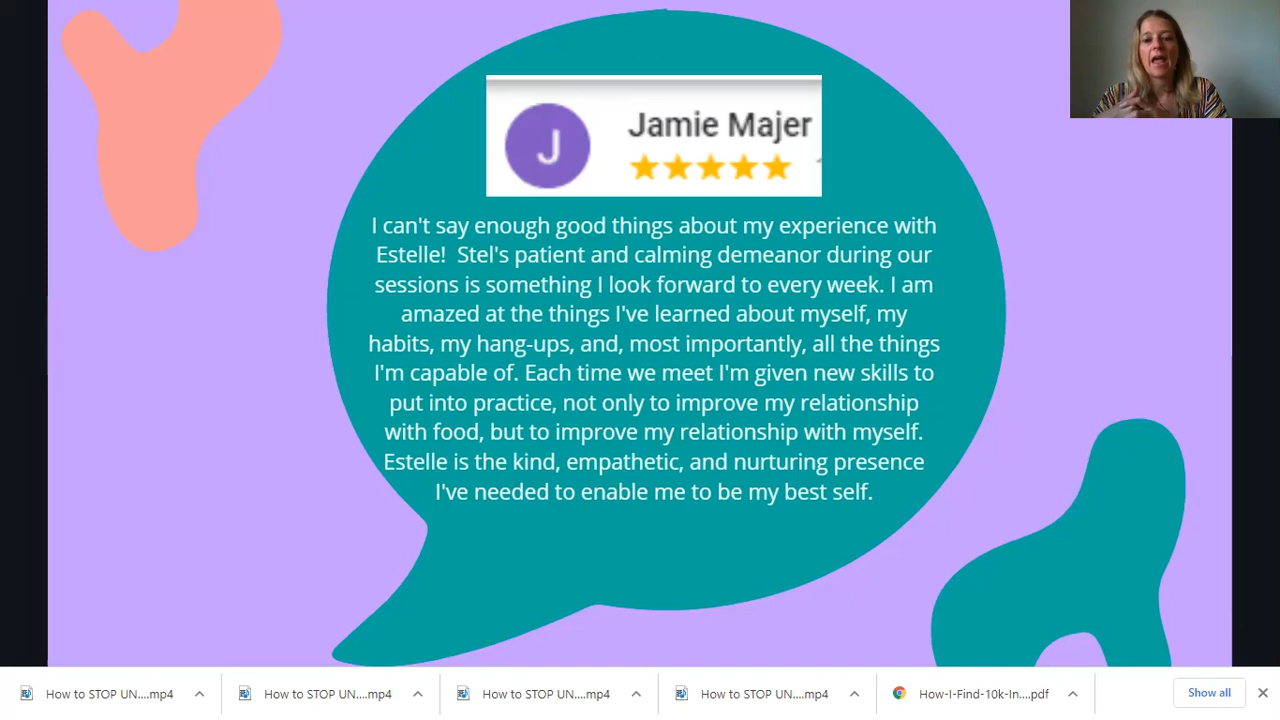 J
Jamie Majer
I can't say enough good things about my experience with
Estelle!  Stel's patient and calming demeanor during our
sessions is something I look forward to every week. I am
amazed at the things I've learned about myself, my
habits, my hang-ups, and, most importantly, all the things
I'm capable of. Each time we meet I'm given new skills to
put into practice, not only to improve my relationship
with food, but to improve my relationship with myself.
Estelle is the kind, empathetic, and nurturing presence
I've needed to enable me to be my best self.
How to STOP UN....mp4
How to STOP UN....mp4
How to STOP UN....mp4
How to STOP UN....mp4
How-I-Find-10k-In....pdf
Show all